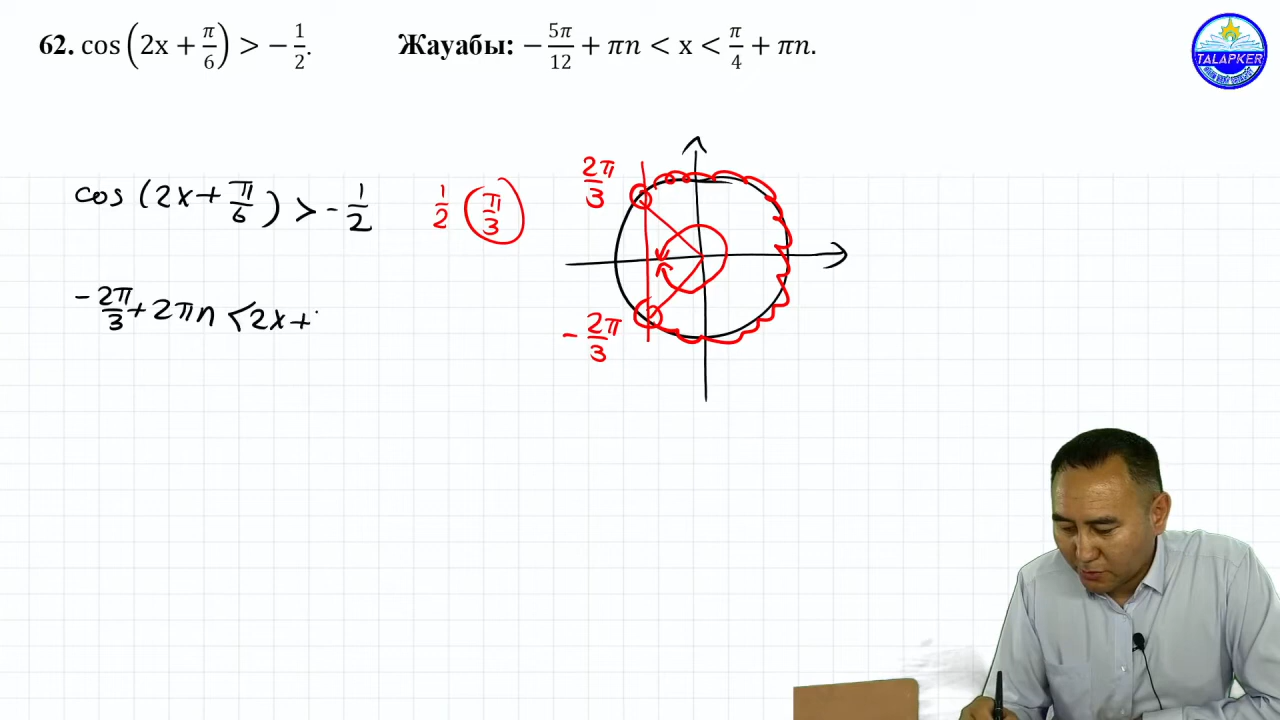 62. cos(2x + π/6) > −1/2. Жауабы: −5π/12 + πn < x < π/4 + πn.
TALAPKER
cos (2x + π/6) > −1/2
1/2 π/3
2π/3
−2π/3 + 2πn < 2x +
−2π/3